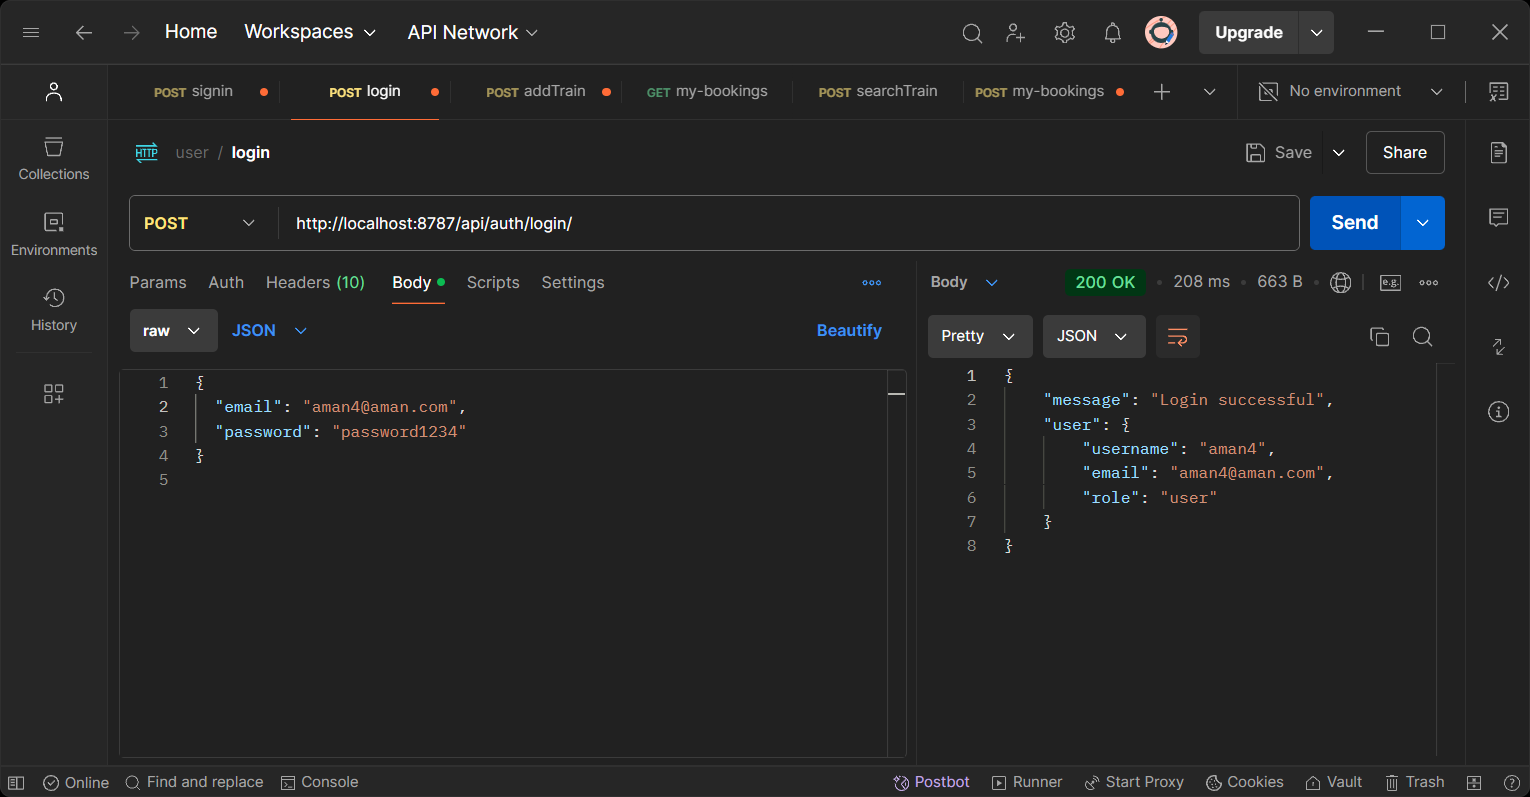 Home Workspaces API Network Upgrade
POST signin POST login POST addTrain GET my-bookings POST searchTrain POST my-bookings No environment
HTTP user / login Save Share
Collections
POST http://localhost:8787/api/auth/login/ Send
Environments
Params Auth Headers (10) Body Scripts Settings
Body 200 OK 208 ms 663 B e.g.
History
raw JSON Beautify
Pretty JSON
1 {
2 "email": "aman4@aman.com",
3 "password": "password1234"
4 }
5
1 {
2 "message": "Login successful",
3 "user": {
4 "username": "aman4",
5 "email": "aman4@aman.com",
6 "role": "user"
7 }
8 }
Online Find and replace Console Postbot Runner Start Proxy Cookies Vault Trash